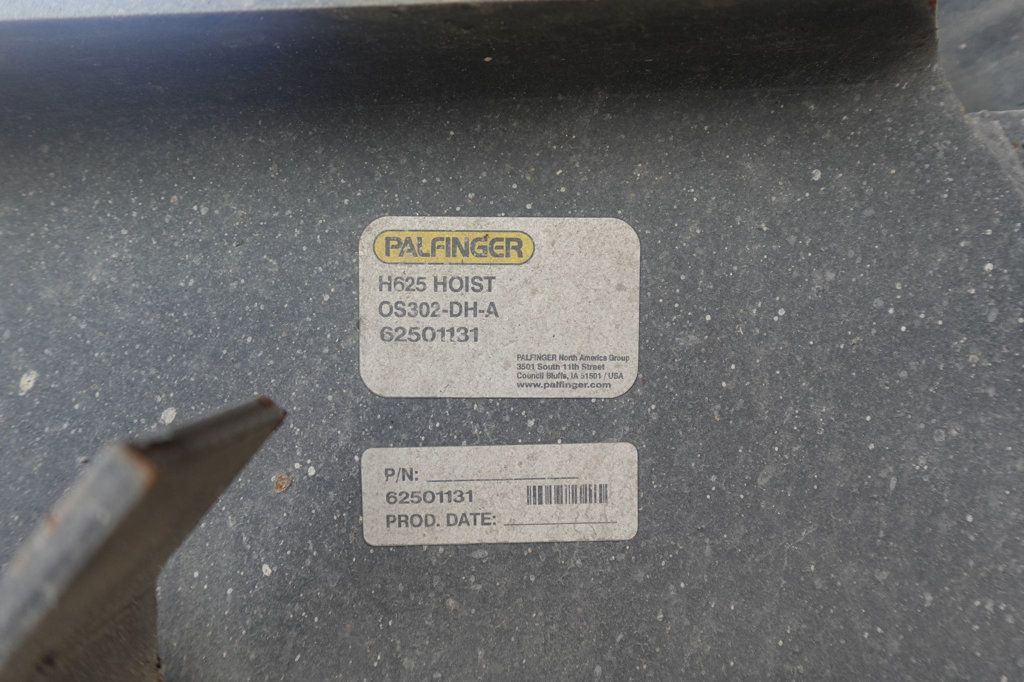 PALFINGER
H625 HOIST
OS302-DH-A
62501131
PALFINGER North America Group
3501 South 11th Street
Council Bluffs, IA 51501 / USA
www.palfinger.com
P/N:
62501131
PROD. DATE: